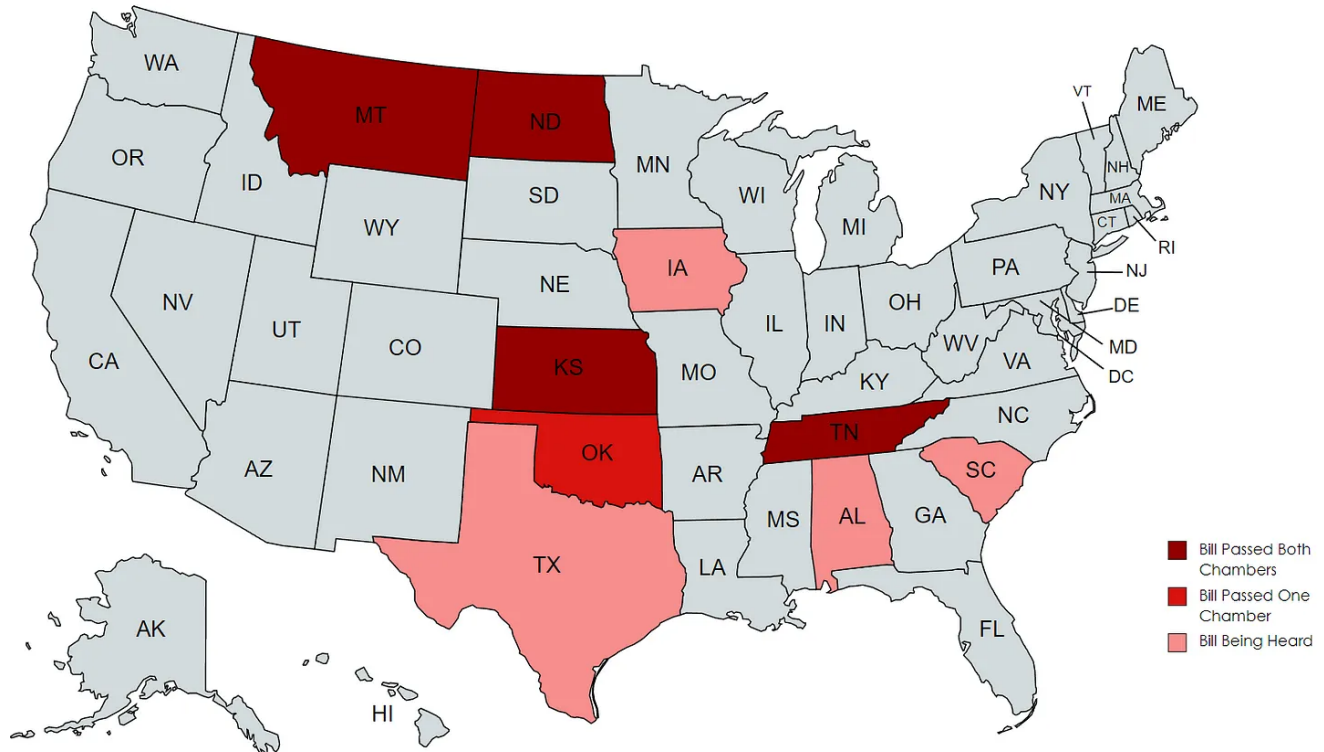 WA
MT
ND
MN
OR
ID
SD
WI
MI
VT
ME
NH
NY
MA
CT
RI
WY
IA
NE
PA
NJ
NV
UT
CO
IL
IN
OH
DE
WV
MD
CA
KS
MO
KY
VA
DC
AZ
NM
OK
AR
TN
NC
SC
TX
LA
MS
AL
GA
FL
AK
HI
Bill Passed Both
Chambers
Bill Passed One
Chamber
Bill Being Heard